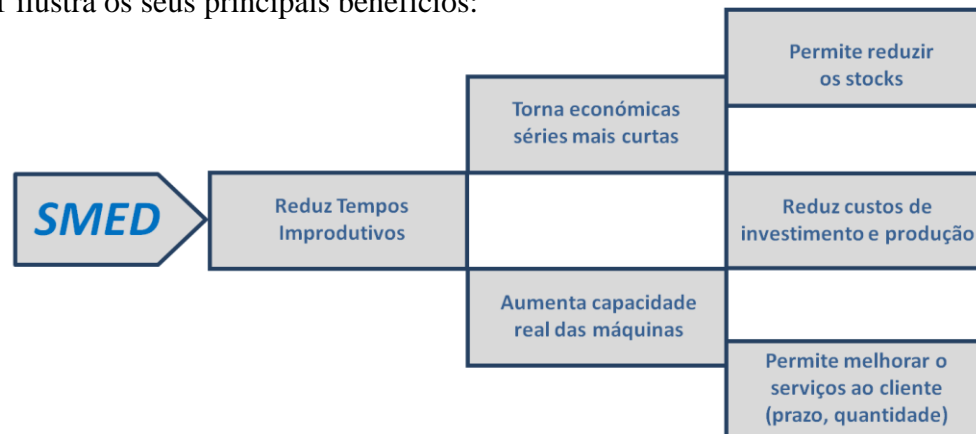 ilustra os seus principais benefícios:
Permite reduzir
os stocks
Torna económicas
séries mais curtas
SMED
Reduz Tempos
Improdutivos
Reduz custos de
investimento e produção
Aumenta capacidade
real das máquinas
Permite melhorar o
serviços ao cliente
(prazo, quantidade)